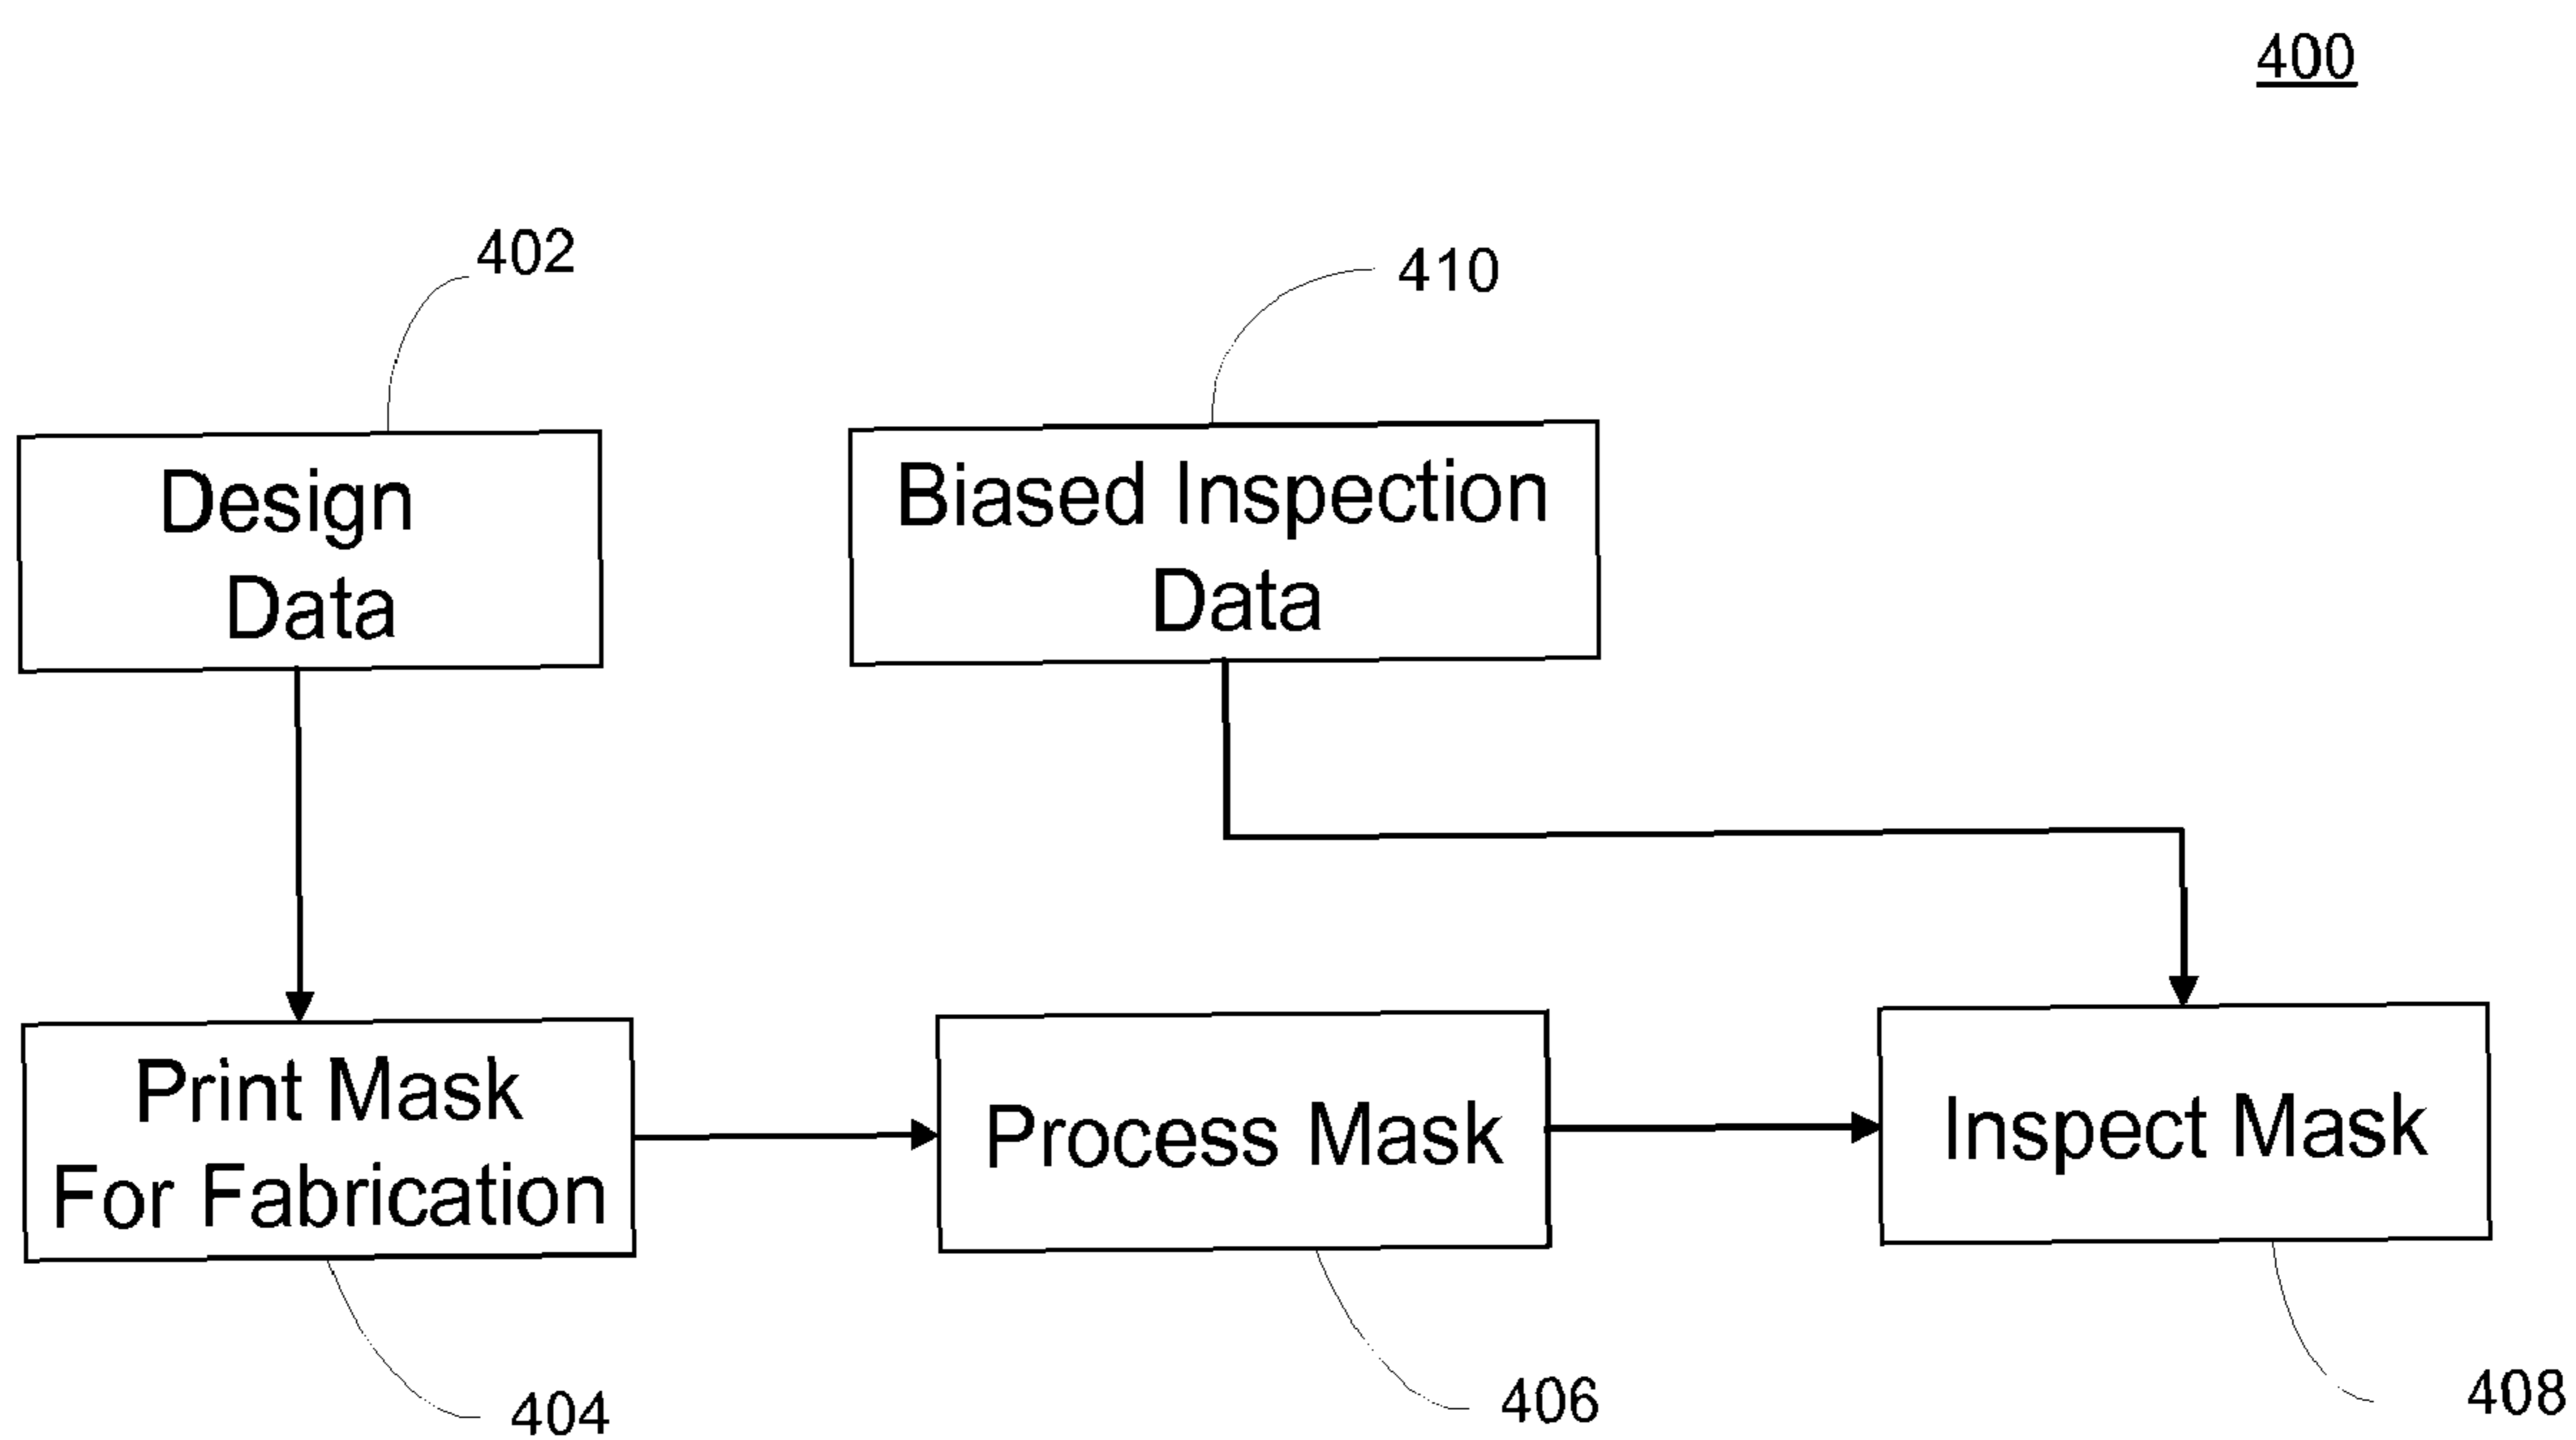 400
402
410
Design
Data
Biased Inspection
Data
Print Mask
For Fabrication
Process Mask
Inspect Mask
404
406
408